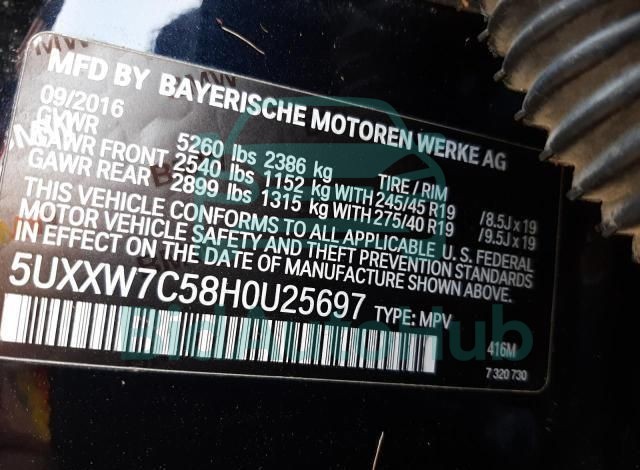 MFD BY BAYERISCHE MOTOREN WERKE AG
09/2016
GVWR 5260 lbs 2386 kg TIRE / RIM
GAWR FRONT 2540 lbs 1152 kg WITH 245/45 R19 / 8.5J x 19
GAWR REAR 2899 lbs 1315 kg WITH 275/40 R19 / 9.5J x 19
THIS VEHICLE CONFORMS TO ALL APPLICABLE U.S. FEDERAL
MOTOR VEHICLE SAFETY AND THEFT PREVENTION STANDARDS
IN EFFECT ON THE DATE OF MANUFACTURE SHOWN ABOVE.
5UXXW7C58H0U25697 TYPE: MPV
416M
7 320 730
BidAutoHub